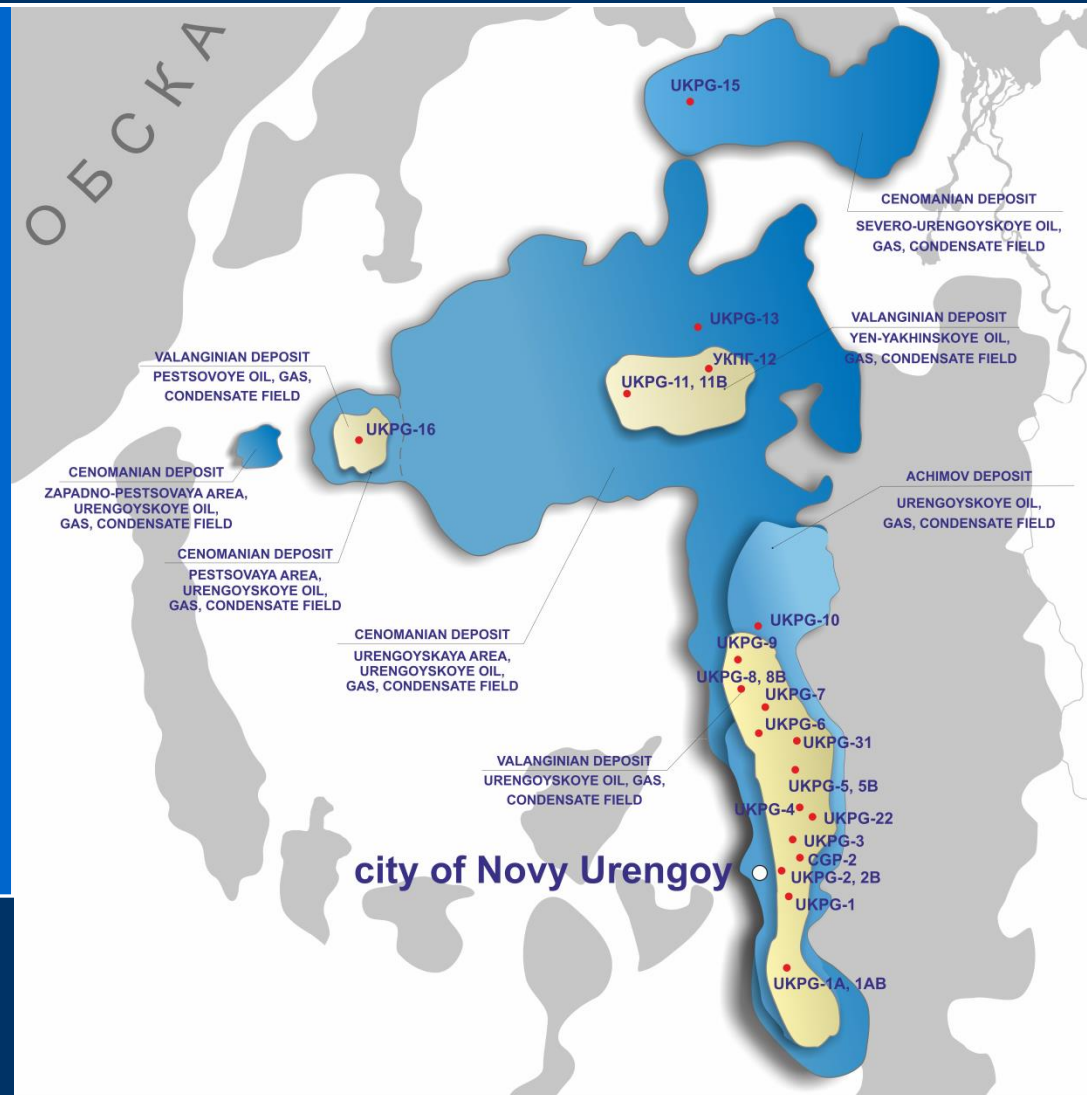 ОБСКА
UKPG-15
CENOMANIAN DEPOSIT
SEVERO-URENGOYSKOYE OIL,
GAS, CONDENSATE FIELD
UKPG-13
VALANGINIAN DEPOSIT
YEN-YAKHINSKOYE OIL,
GAS, CONDENSATE FIELD
УКПГ-12
UKPG-11, 11B
VALANGINIAN DEPOSIT
PESTSOVOYE OIL, GAS,
CONDENSATE FIELD
UKPG-16
CENOMANIAN DEPOSIT
ZAPADNO-PESTSOVAYA AREA,
URENGOYSKOYE OIL,
GAS, CONDENSATE FIELD
ACHIMOV DEPOSIT
URENGOYSKOYE OIL,
GAS, CONDENSATE FIELD
CENOMANIAN DEPOSIT
PESTSOVAYA AREA,
URENGOYSKOYE OIL,
GAS, CONDENSATE FIELD
CENOMANIAN DEPOSIT
URENGOYSKAYA AREA,
URENGOYSKOYE OIL,
GAS, CONDENSATE FIELD
UKPG-10
UKPG-9
UKPG-8, 8B
UKPG-7
UKPG-6
UKPG-31
VALANGINIAN DEPOSIT
URENGOYSKOYE OIL, GAS,
CONDENSATE FIELD
UKPG-5, 5B
UKPG-4
UKPG-22
UKPG-3
CGP-2
city of Novy Urengoy
UKPG-2, 2B
UKPG-1
UKPG-1A, 1AB